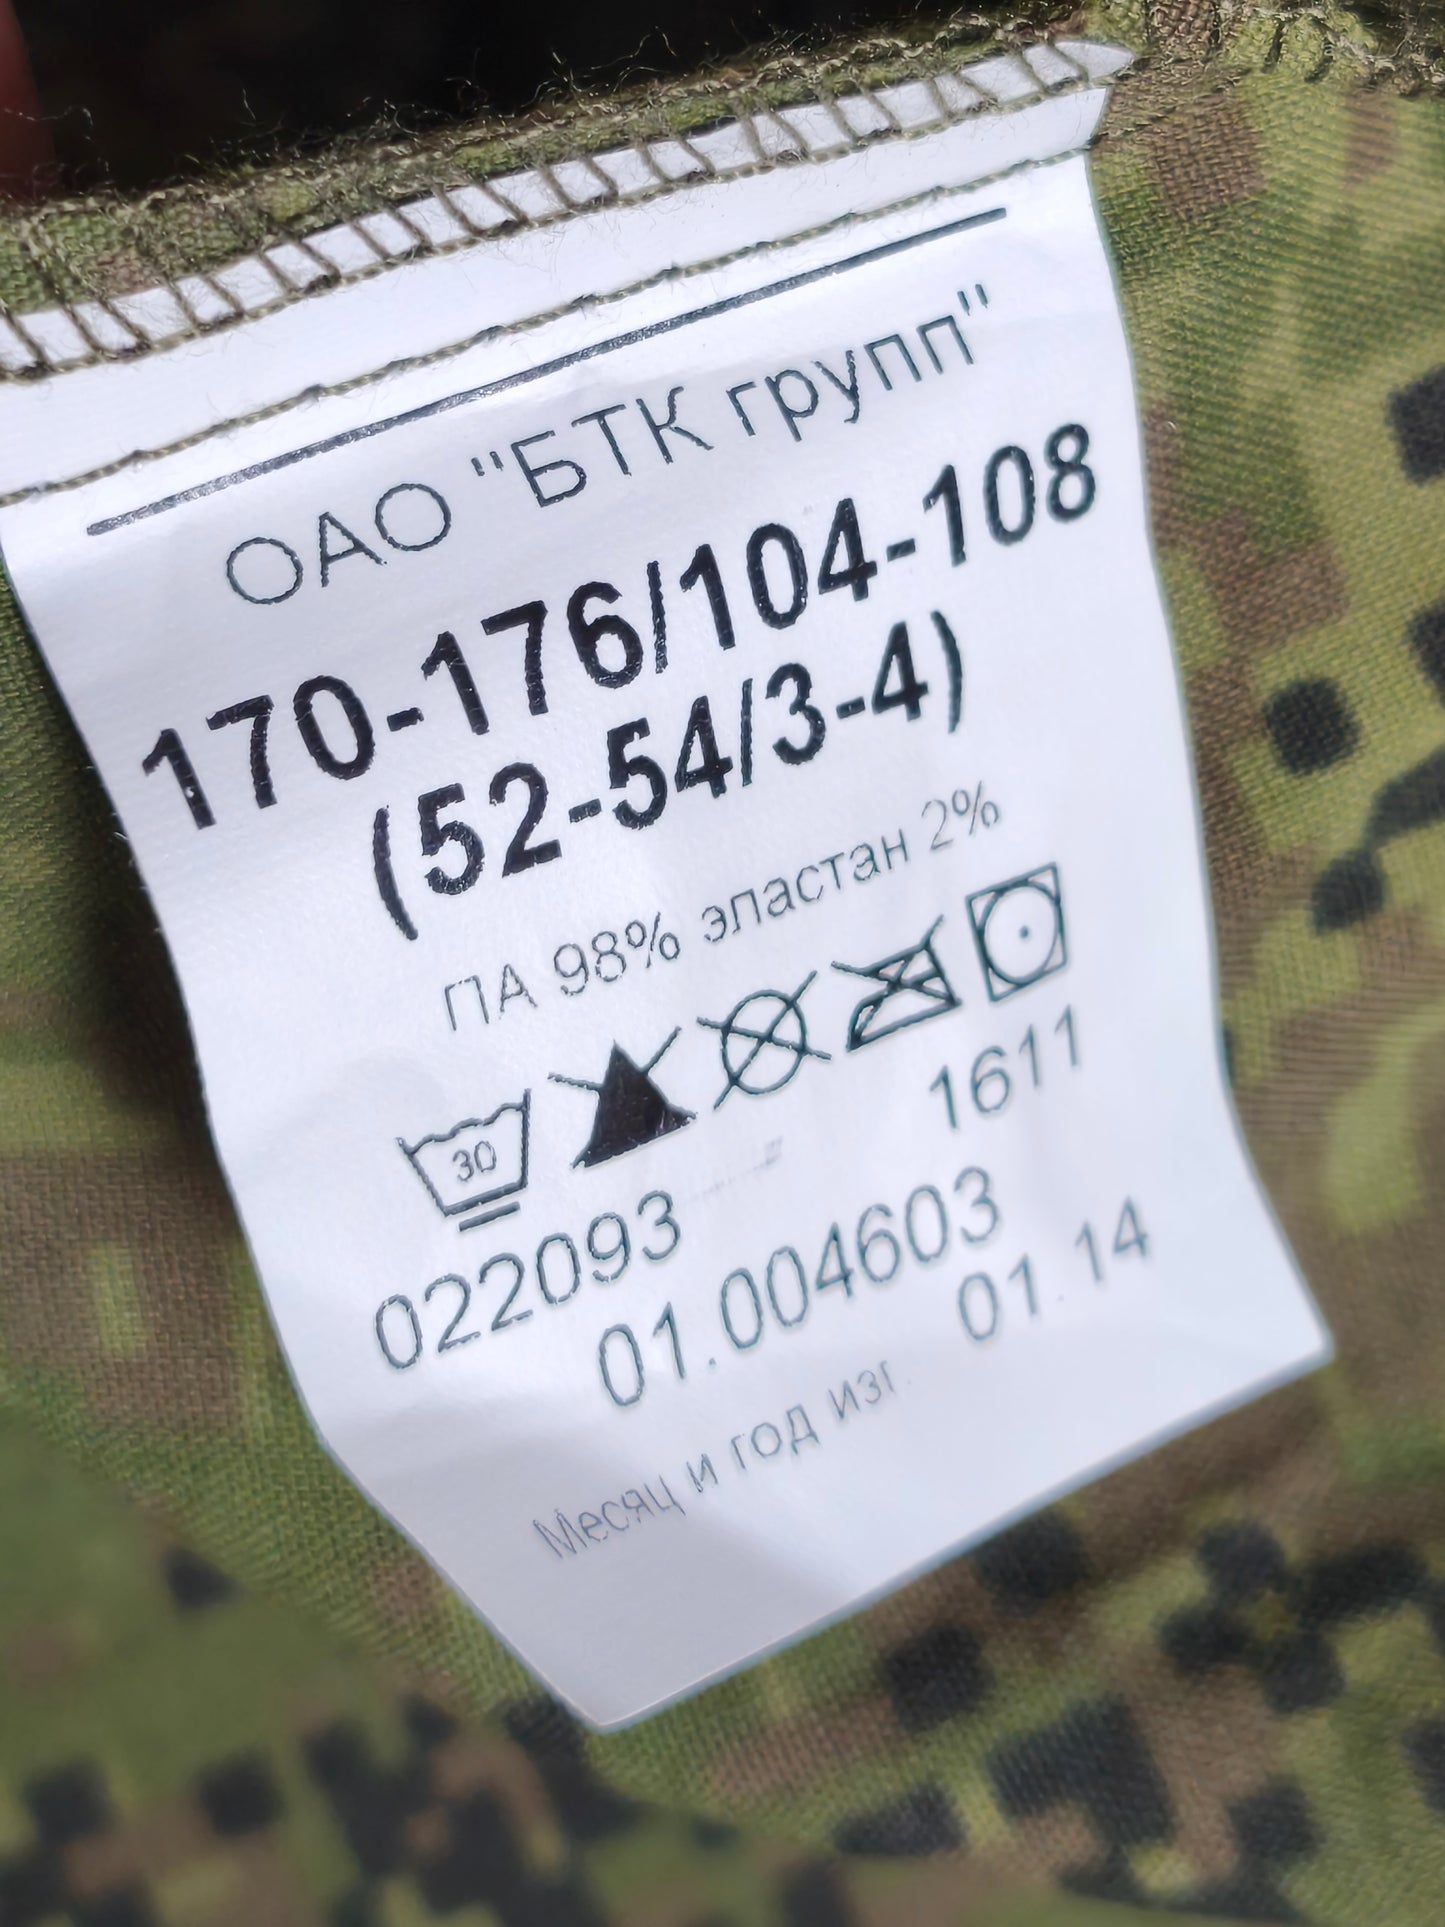 ОАО "БТК групп"
170-176/104-108
(52-54/3-4)
ПА 98% эластан 2%
30
1611
022093
01.004603
01.14
Месяц и год изг.